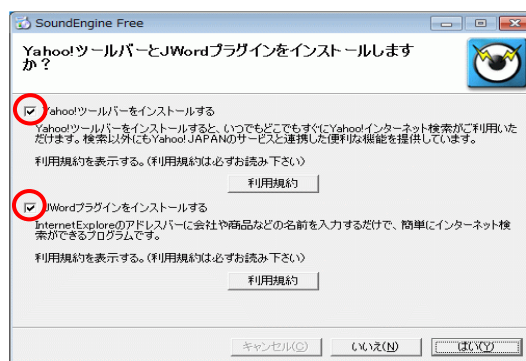 SoundEngine Free
Yahoo!ツールバーとJWordプラグインをインストールします
か？
Yahoo!ツールバーをインストールする
Yahoo!ツールバーをインストールすると、いつでもどこでもすぐにYahoo!インターネット検索がご利用いた
だけます。検索以外にもYahoo! JAPANのサービスと連携した便利な機能を提供しています。
利用規約を表示する。(利用規約は必ずお読み下さい)
利用規約
JWordプラグインをインストールする
InternetExploreのアドレスバーに会社や商品などの名前を入力するだけで、簡単にインターネット検
索ができるプログラムです。
利用規約を表示する。(利用規約は必ずお読み下さい)
利用規約
キャンセル(C)
いいえ(N)
はい(Y)